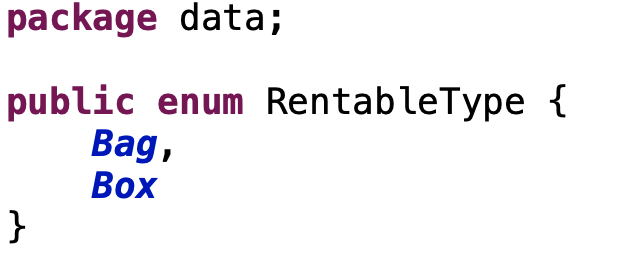 package data;
public enum RentableType {
Bag,
Box
}